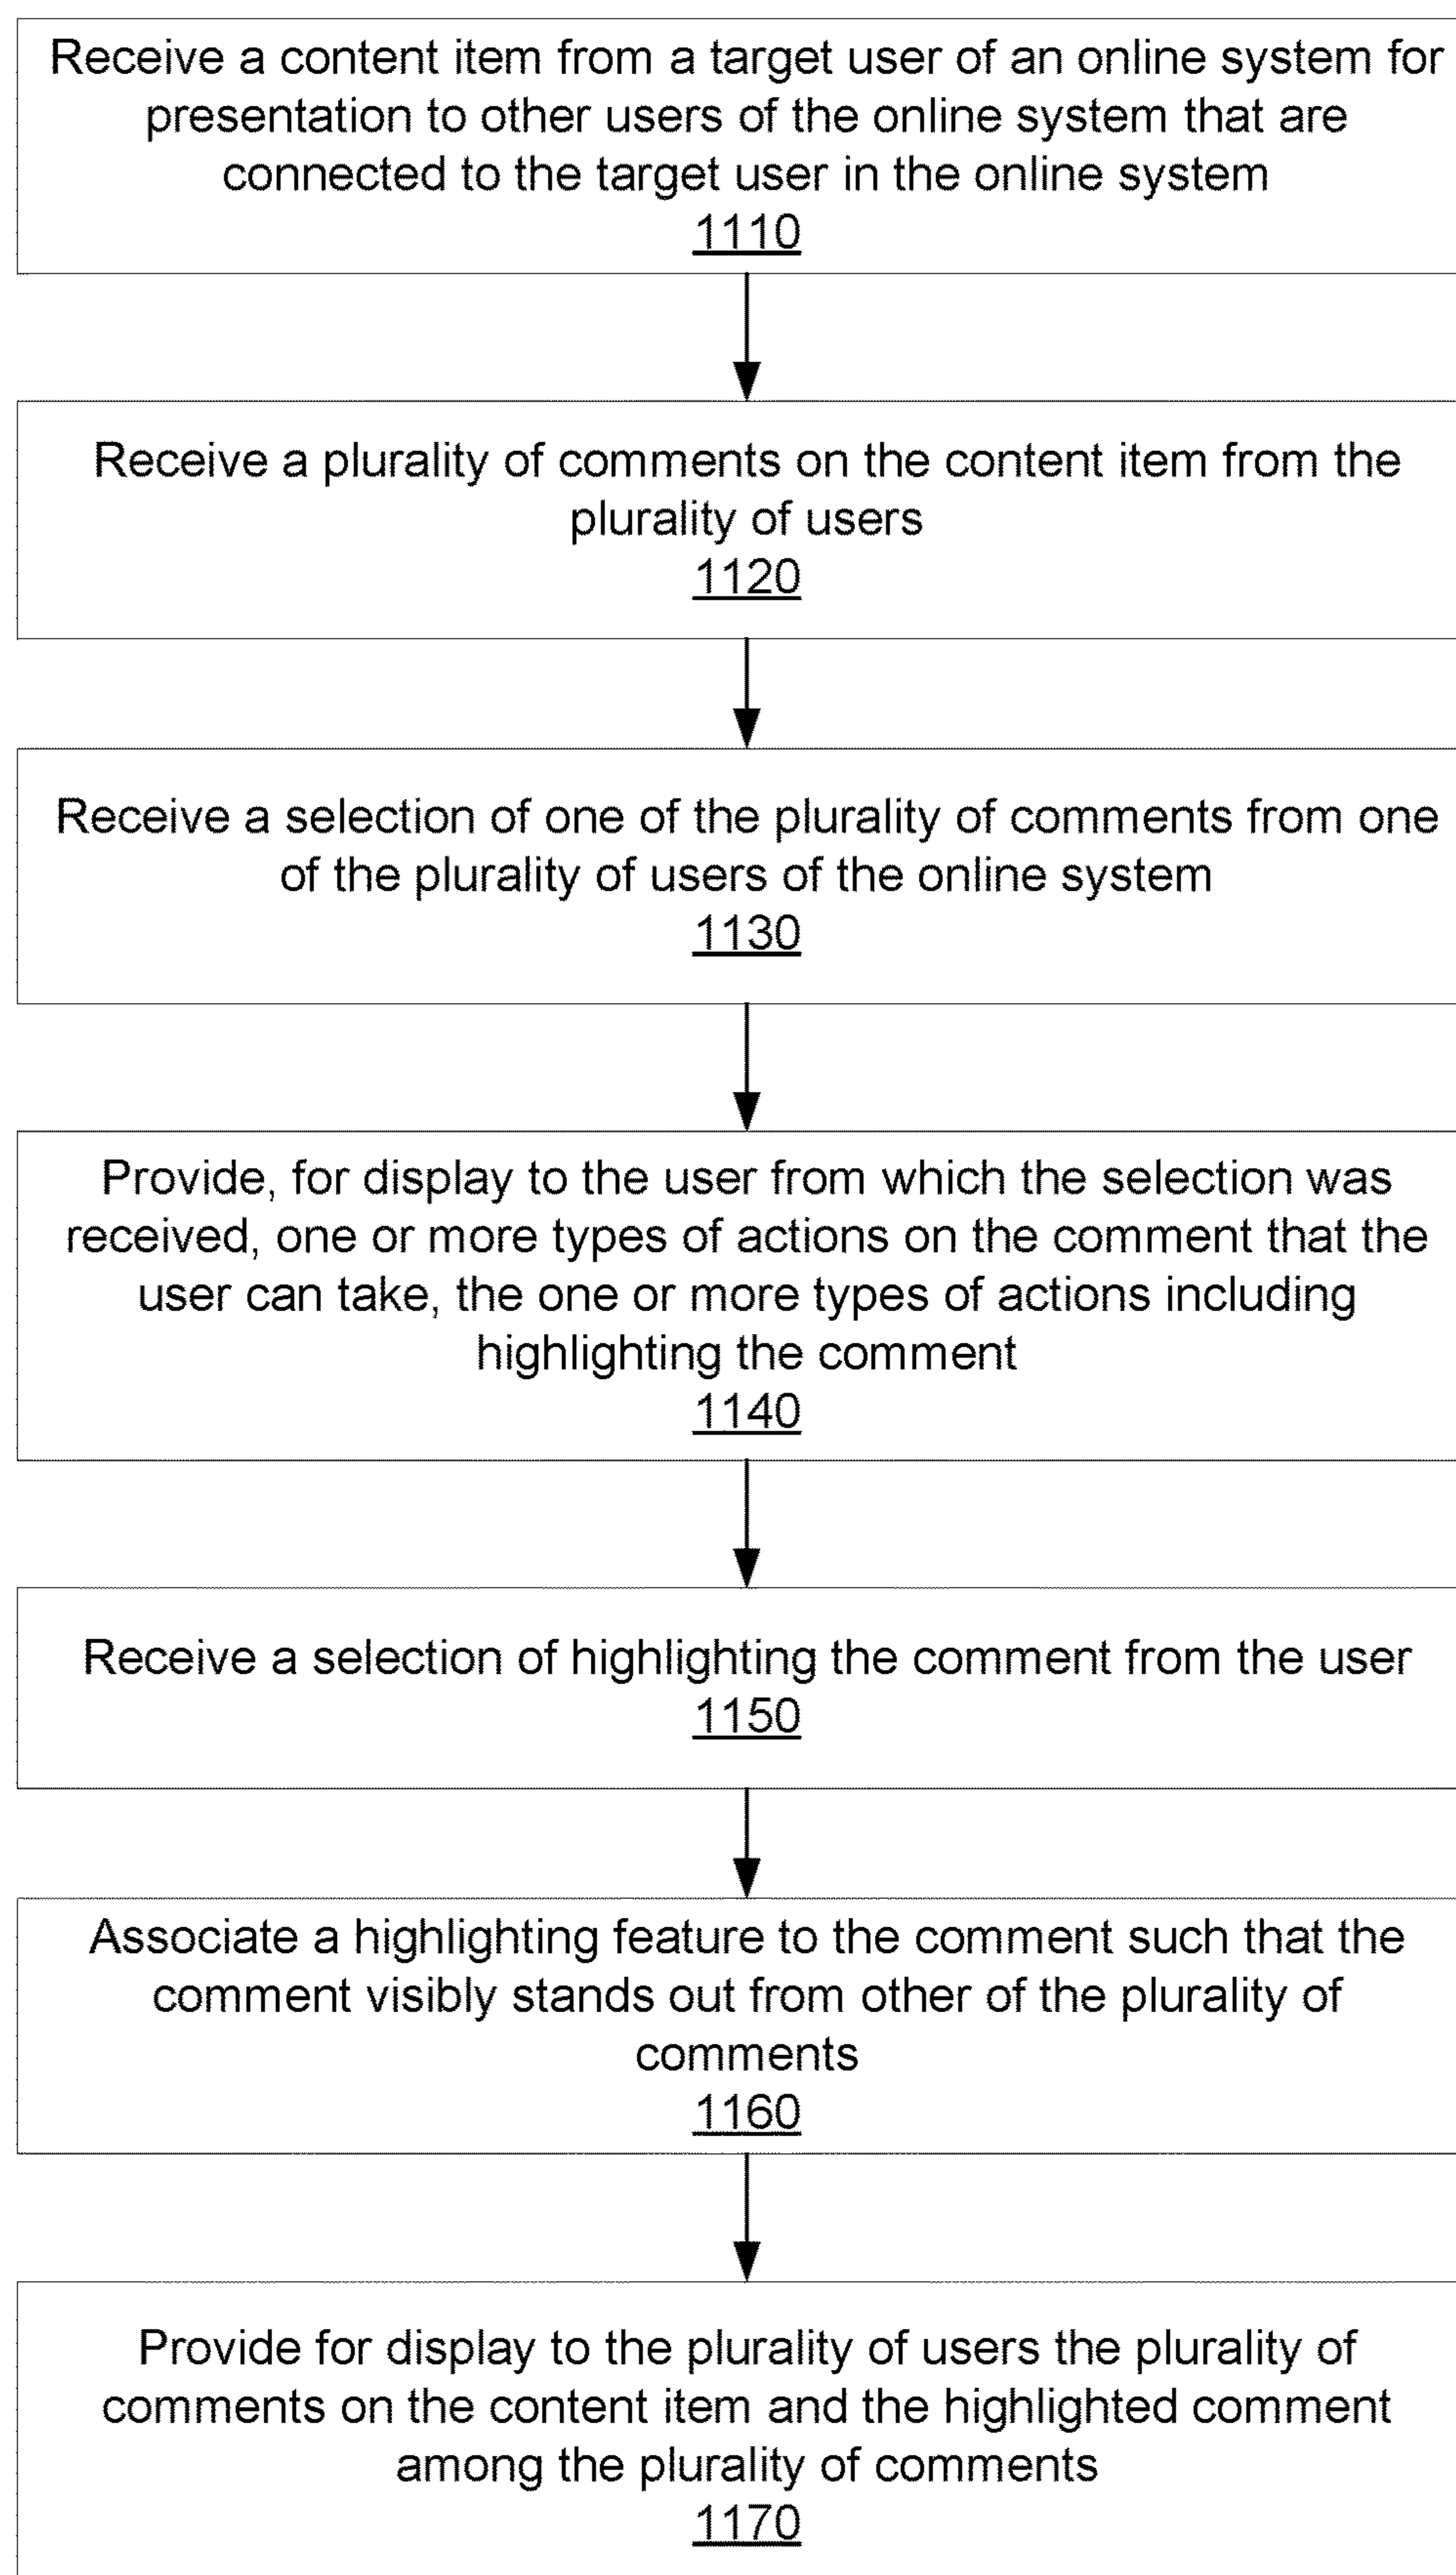 Receive a content item from a target user of an online system for
presentation to other users of the online system that are
connected to the target user in the online system
1110
Receive a plurality of comments on the content item from the
plurality of users
1120
Receive a selection of one of the plurality of comments from one
of the plurality of users of the online system
1130
Provide, for display to the user from which the selection was
received, one or more types of actions on the comment that the
user can take, the one or more types of actions including
highlighting the comment
1140
Receive a selection of highlighting the comment from the user
1150
Associate a highlighting feature to the comment such that the
comment visibly stands out from other of the plurality of
comments
1160
Provide for display to the plurality of users the plurality of
comments on the content item and the highlighted comment
among the plurality of comments
1170